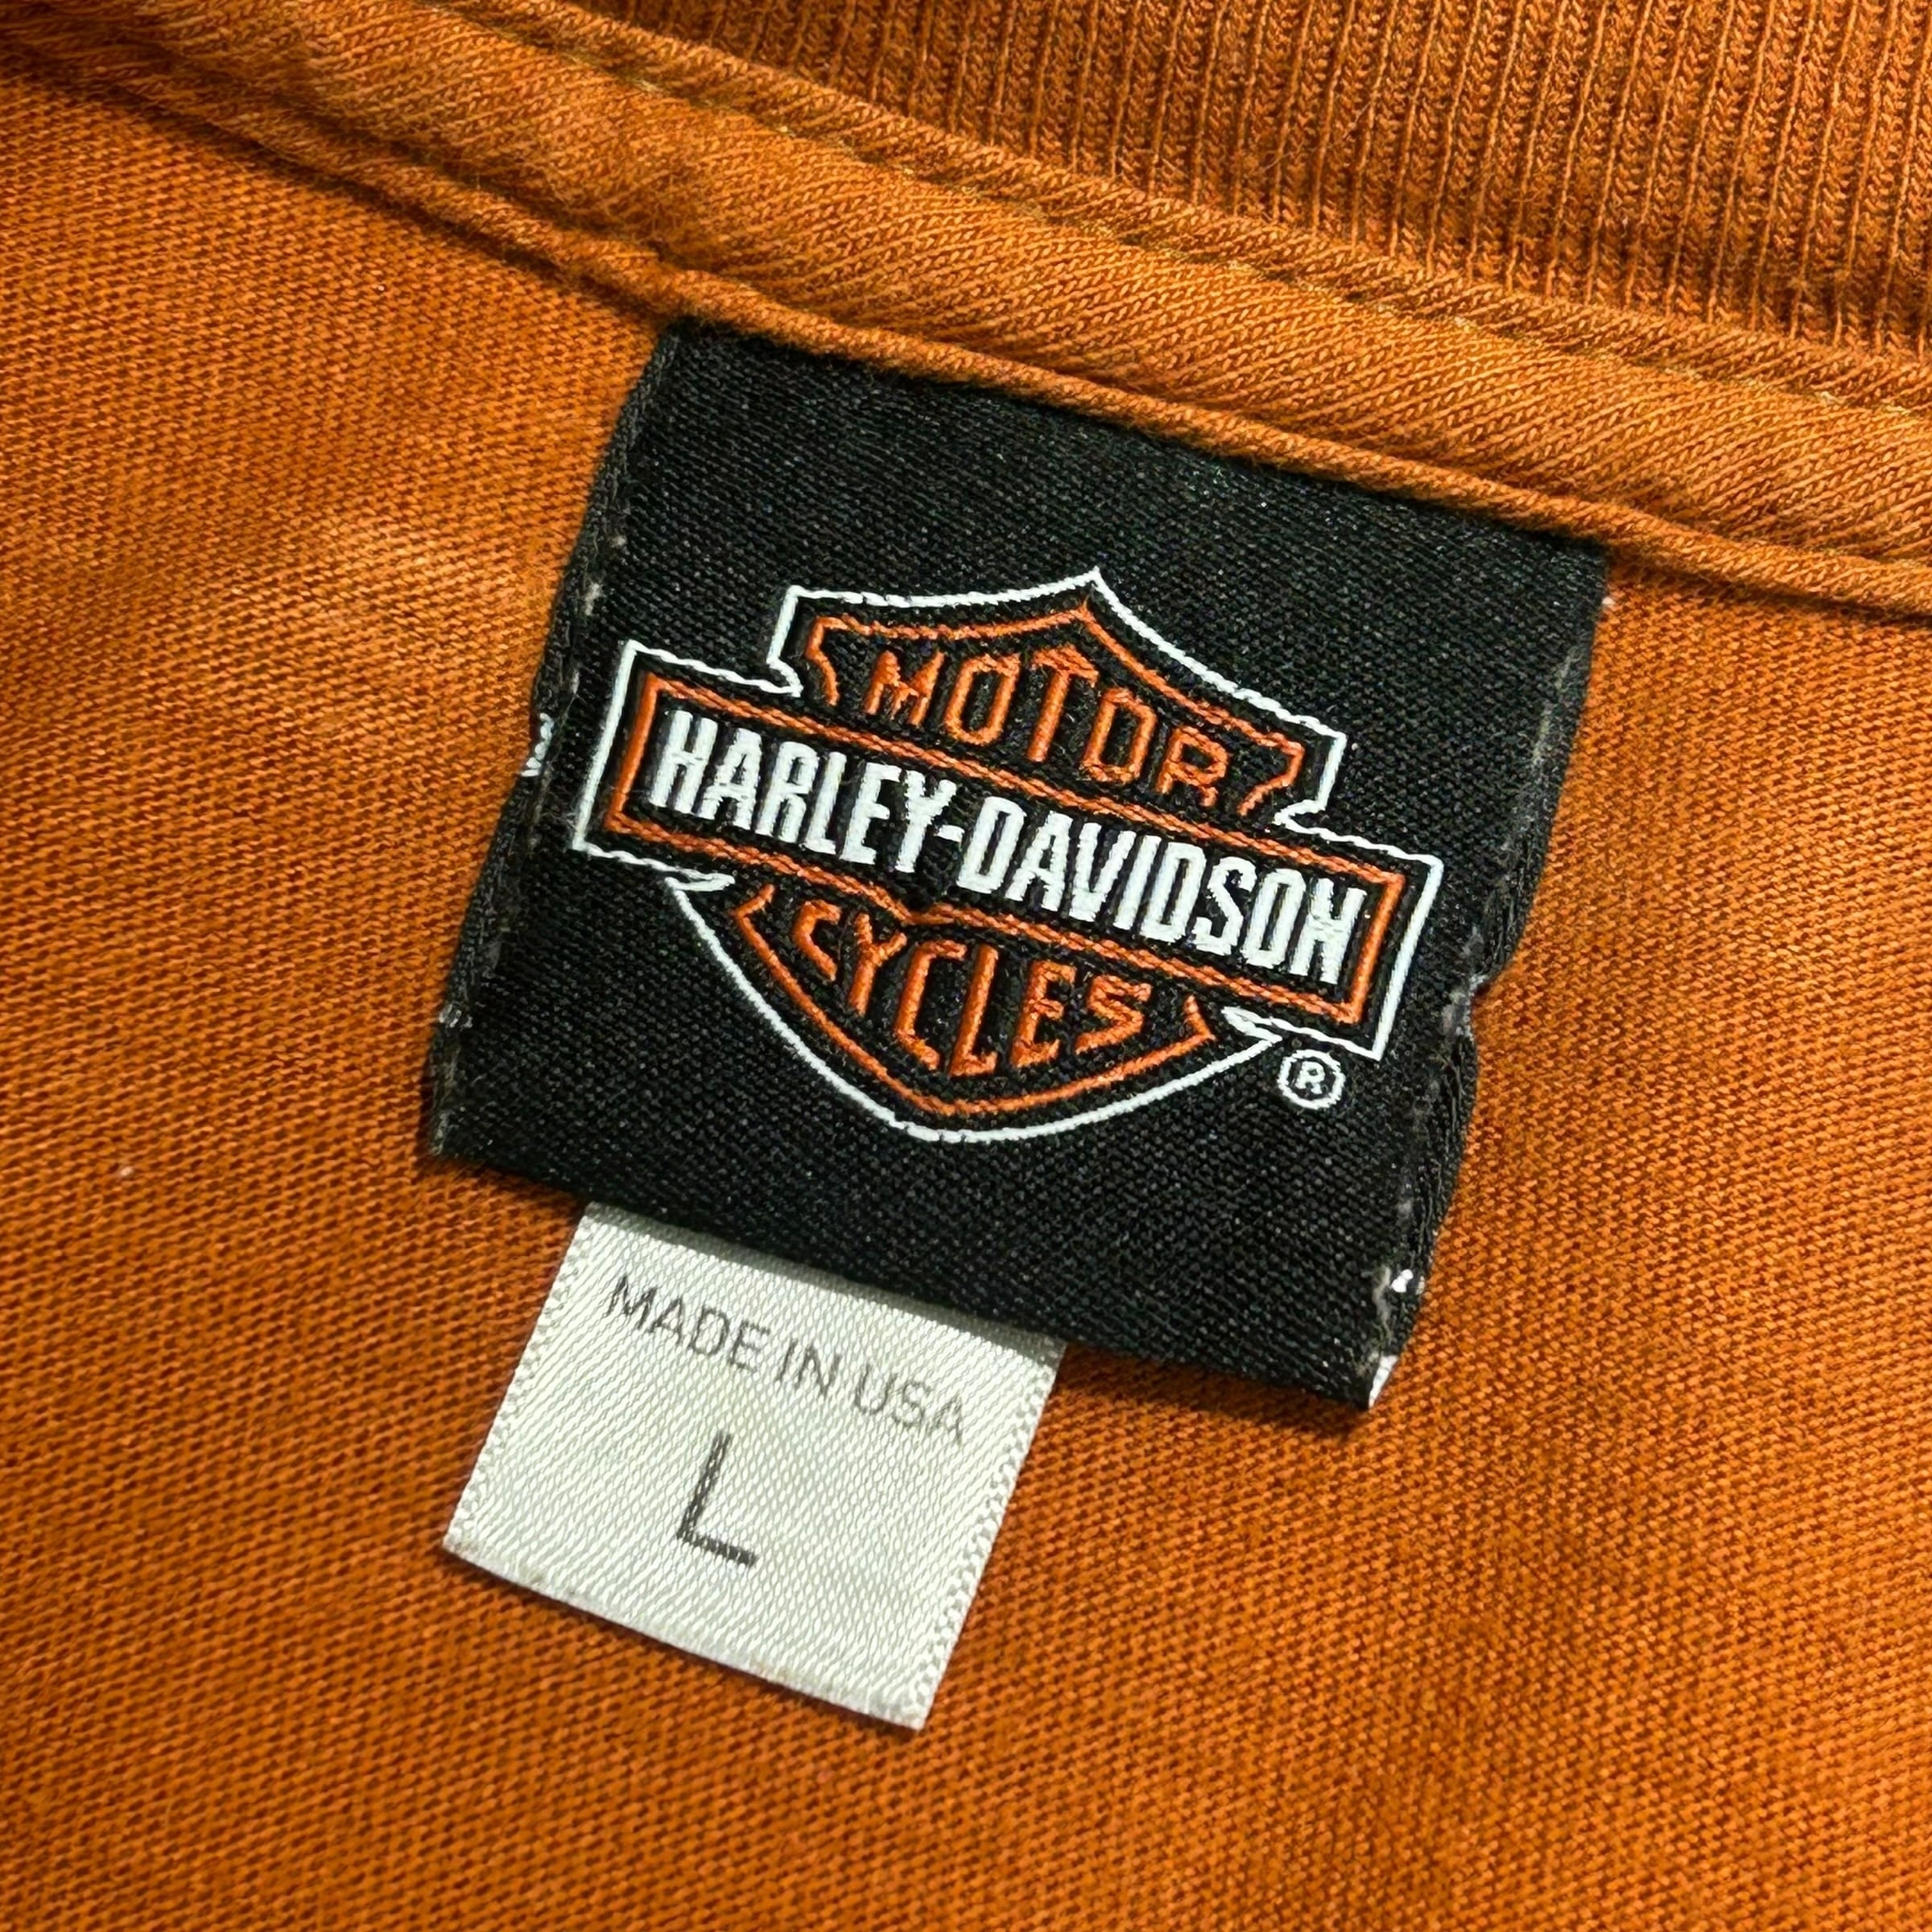 MOTOR
HARLEY-DAVIDSON
CYCLES
®
MADE IN USA
L